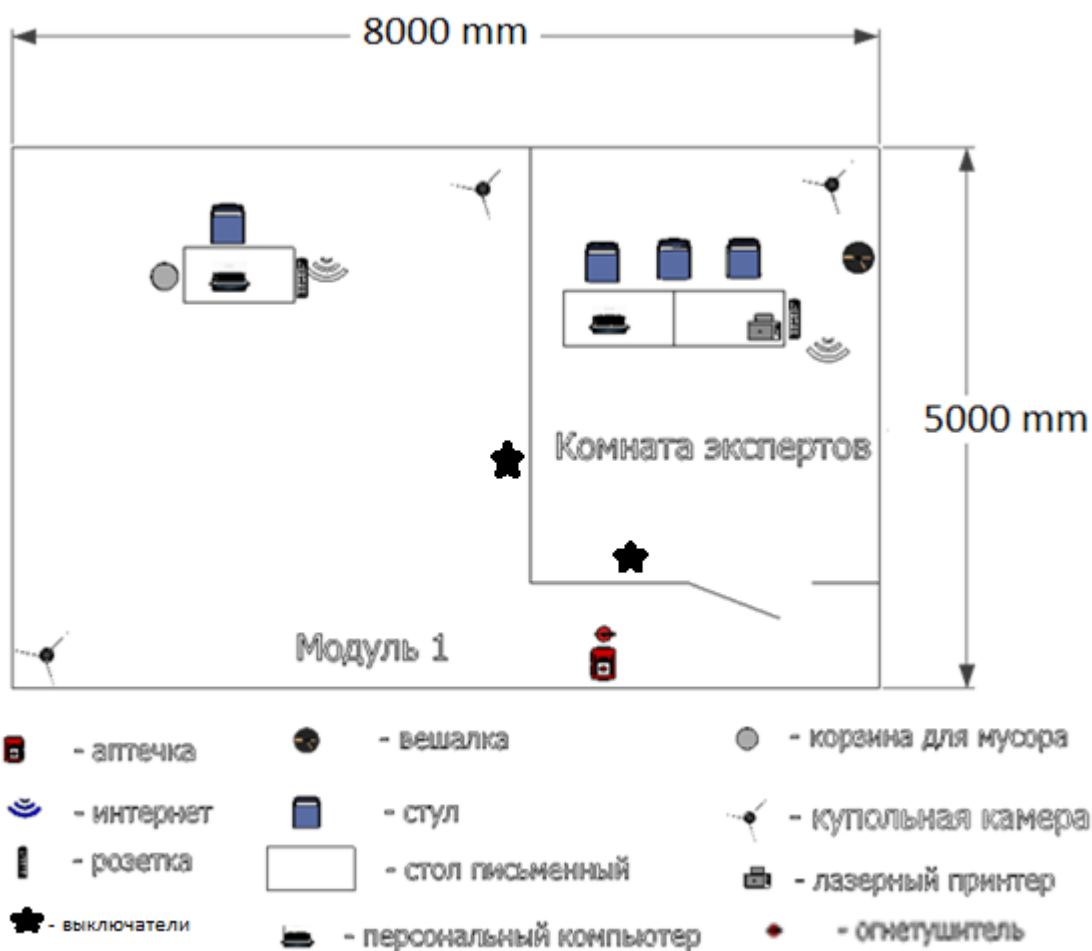 8000 mm
5000 mm
Комната экспертов
Модуль 1
- аптечка
- вешалка
- корзина для мусора
- интернет
- стул
- купольная камера
- розетка
- стол письменный
- лазерный принтер
- выключатели
- персональный компьютер
- огнетушитель